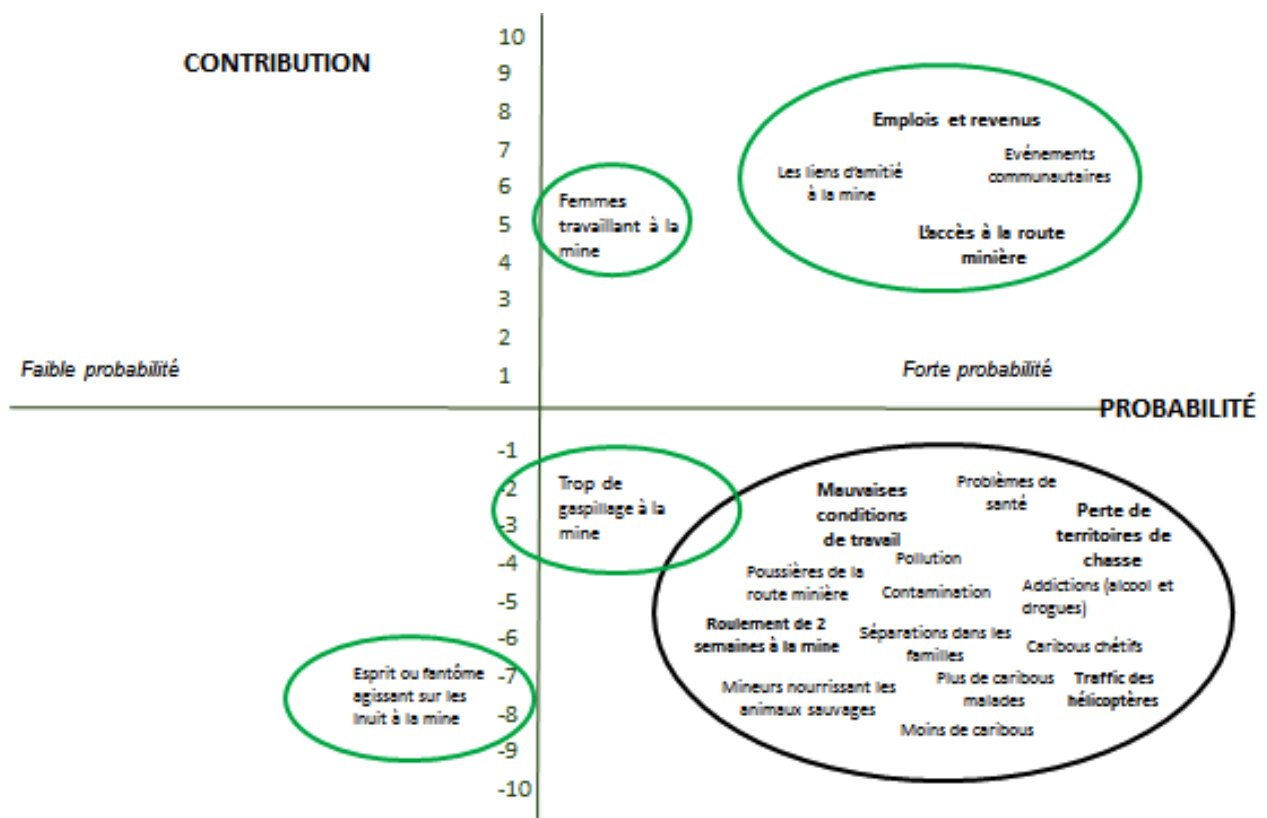 CONTRIBUTION
10
9
8
7
6
5
4
3
2
1
Emplois et revenus
Les liens d'amitié
à la mine
Evénements
communautaires
L'accès à la route
minière
Femmes
travaillant à la
mine
Faible probabilité
Forte probabilité
PROBABILITÉ
-1
-2
-3
-4
-5
-6
-7
-8
-9
-10
Trop de
gaspillage à la
mine
Mauvaises
conditions
de travail
Problèmes de
santé
Perte de
territoires de
chasse
Pollution
Poussières de la
route minière
Contamination
Addictions (alcool et
drogues)
Roulement de 2
semaines à la mine
Séparations dans les
familles
Caribous chétifs
Mineurs nourrissant les
animaux sauvages
Plus de caribous
malades
Traffic des
hélicoptères
Moins de caribous
Esprit ou fantôme
agissant sur les
Inuit à la mine